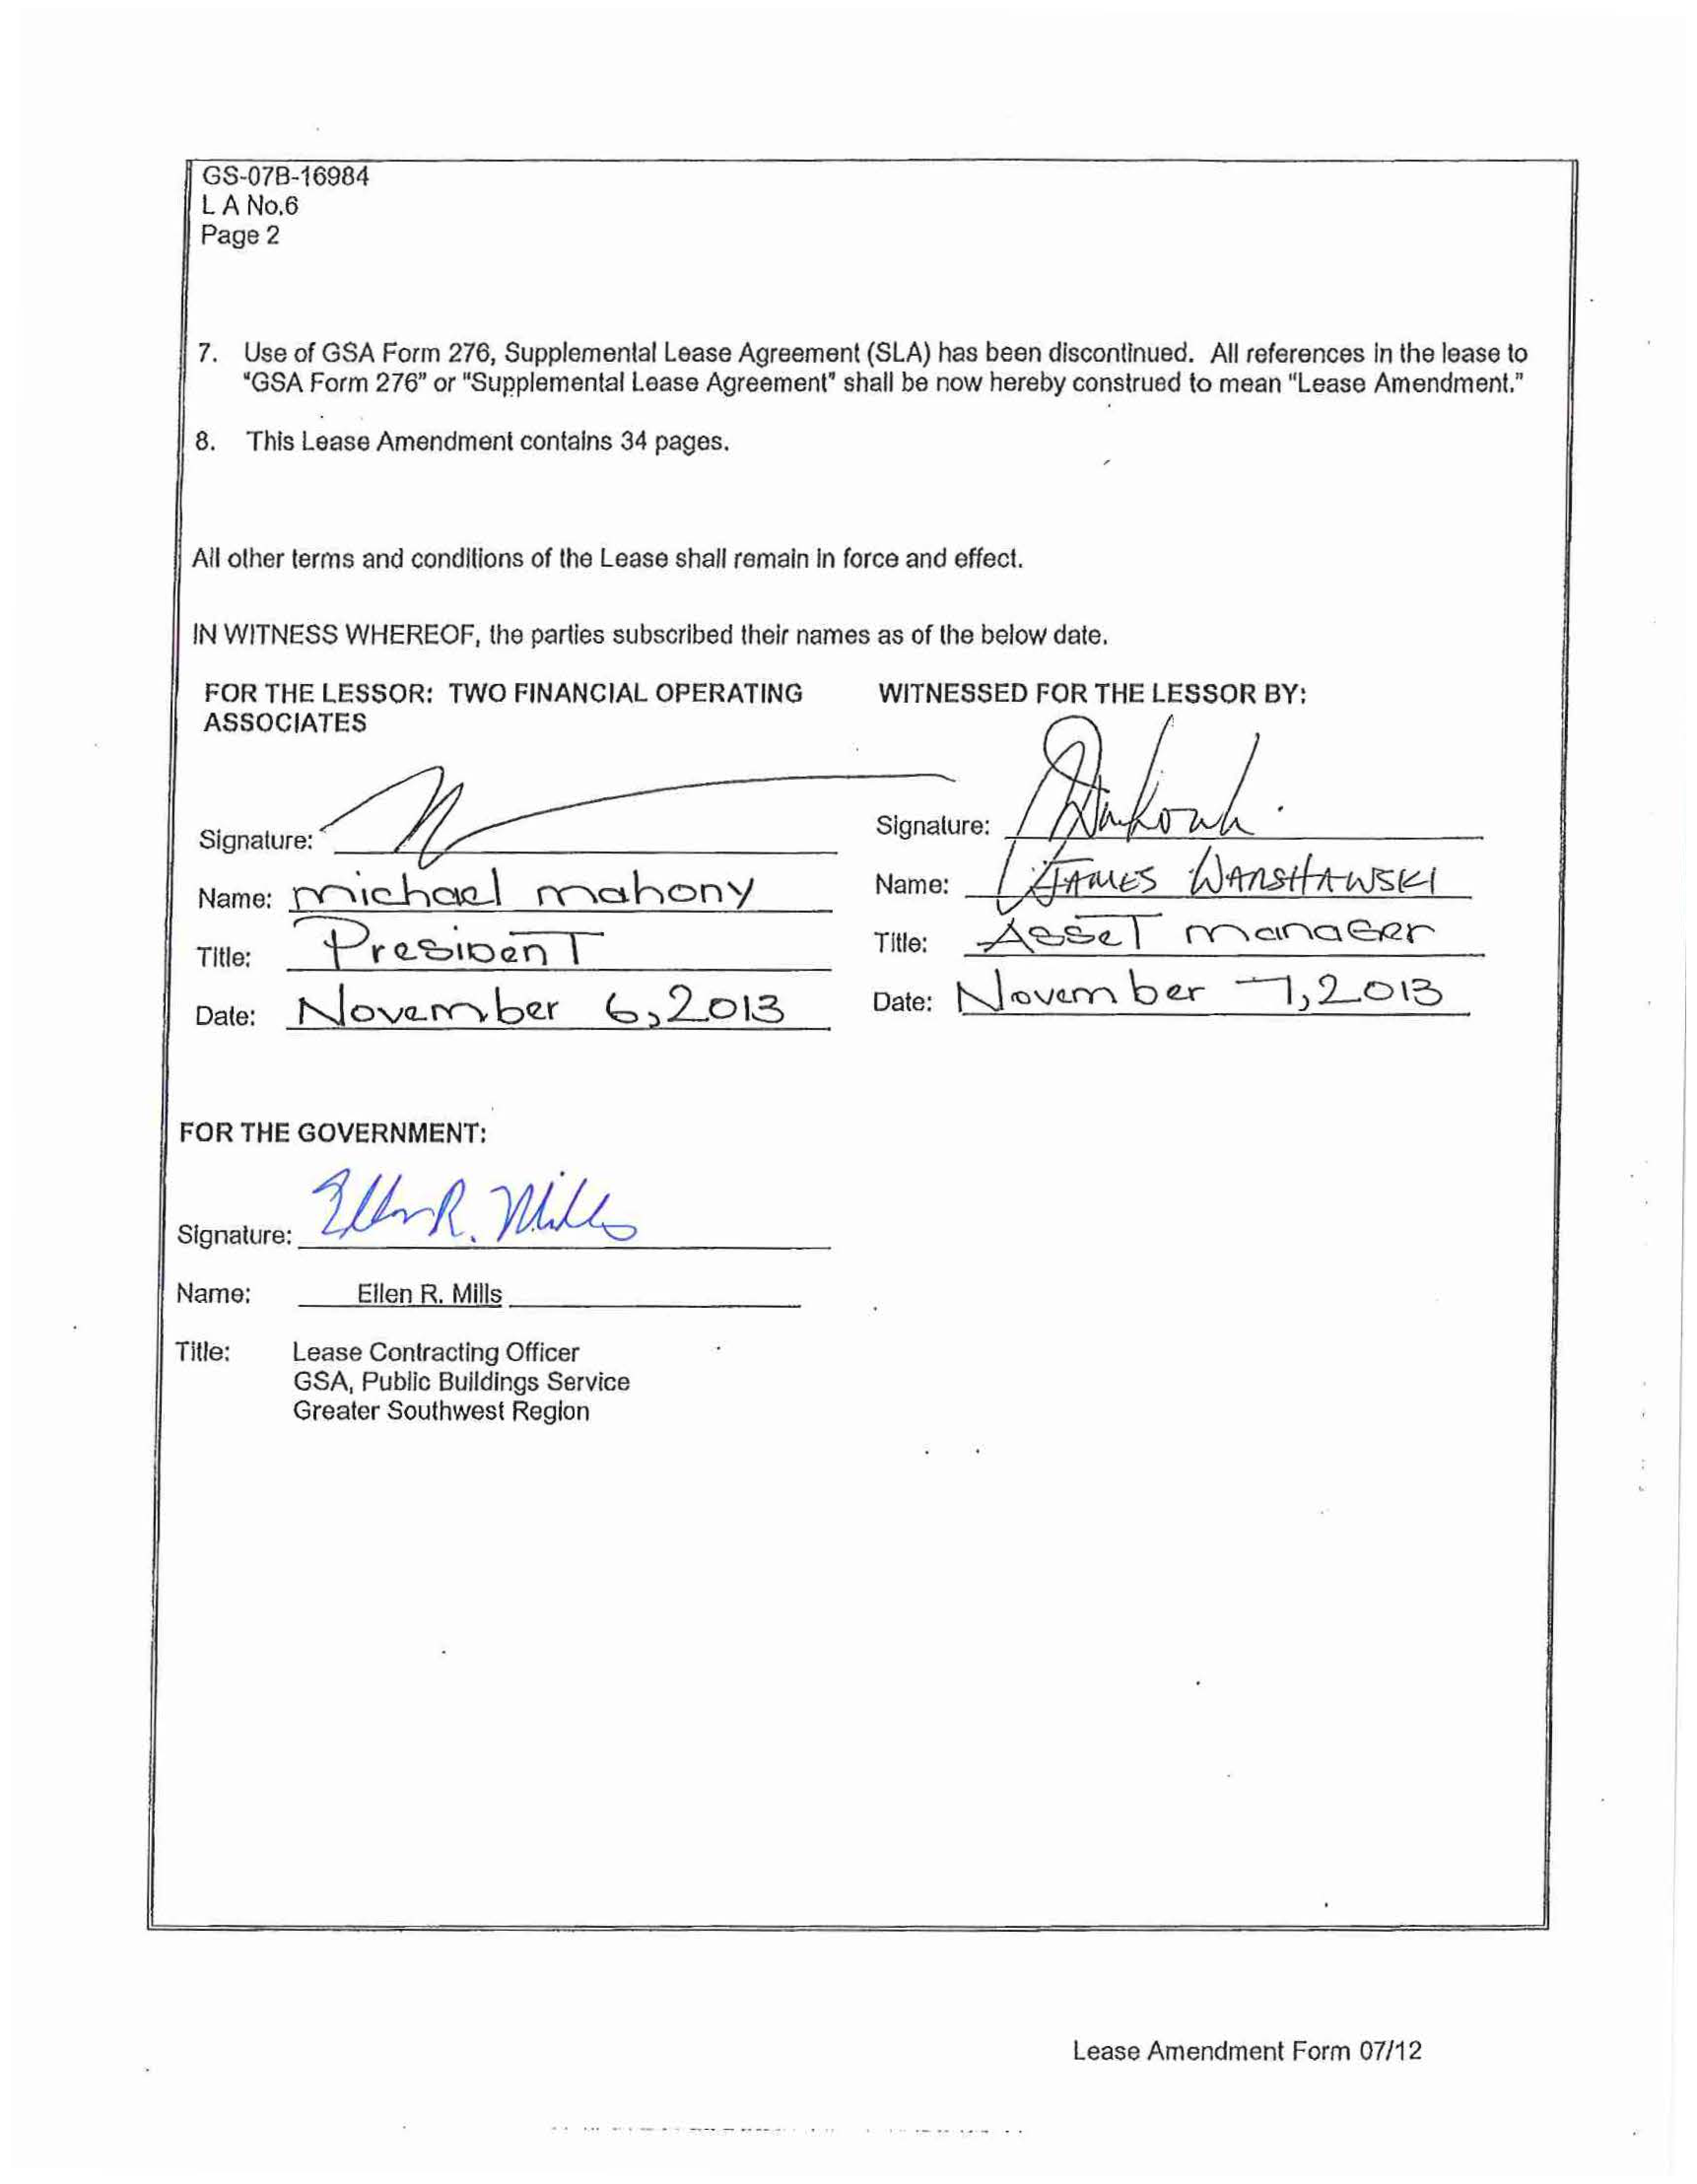 GS-07B-16984
L A No.6
Page 2
7. Use of GSA Form 276, Supplemental Lease Agreement (SLA) has been discontinued. All references in the lease to
"GSA Form 276" or "Supplemental Lease Agreement" shall be now hereby construed to mean "Lease Amendment."
8. This Lease Amendment contains 34 pages.
All other terms and conditions of the Lease shall remain in force and effect.
IN WITNESS WHEREOF, the parties subscribed their names as of the below date.
FOR THE LESSOR: TWO FINANCIAL OPERATING
ASSOCIATES
Signature:
Name: michael mahony
Title: PresiDenT
Date: November 6, 2013
WITNESSED FOR THE LESSOR BY:
Signature:
Name: JAMES WARSHAWSKI
Title: AsseT manaGer
Date: November 7, 2013
FOR THE GOVERNMENT:
Signature: Ellen R. Mills
Name: Ellen R. Mills
Title: Lease Contracting Officer
GSA, Public Buildings Service
Greater Southwest Region
Lease Amendment Form 07/12